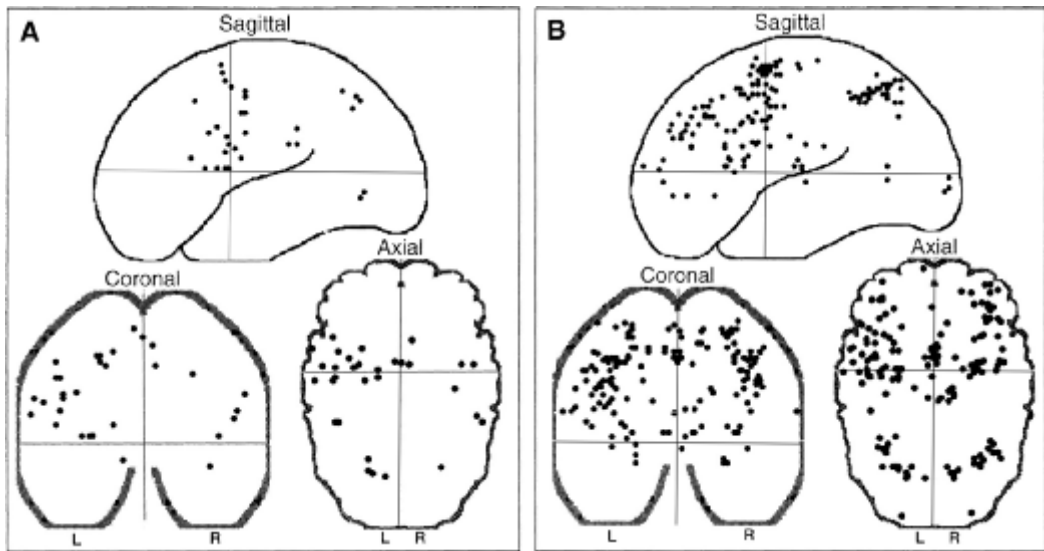 A
Sagittal
Coronal
Axial
L
R
L R
B
Sagittal
Coronal
Axial
L
R
L R